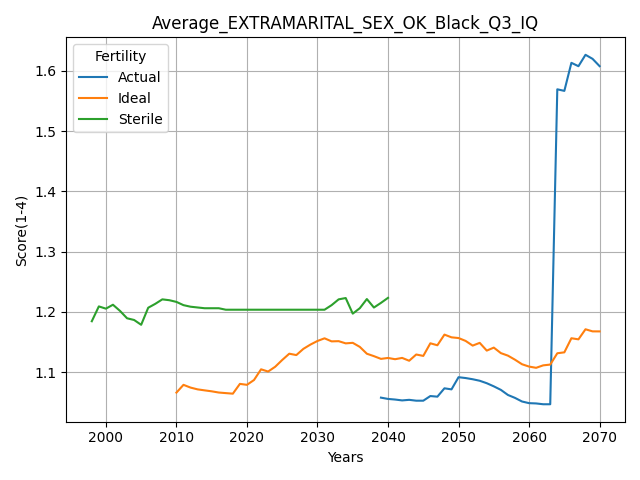 Average_EXTRAMARITAL_SEX_OK_Black_Q3_IQ
Fertility
Actual
Ideal
Sterile
Score(1-4)
1.6
1.5
1.4
1.3
1.2
1.1
2000 2010 2020 2030 2040 2050 2060 2070
Years